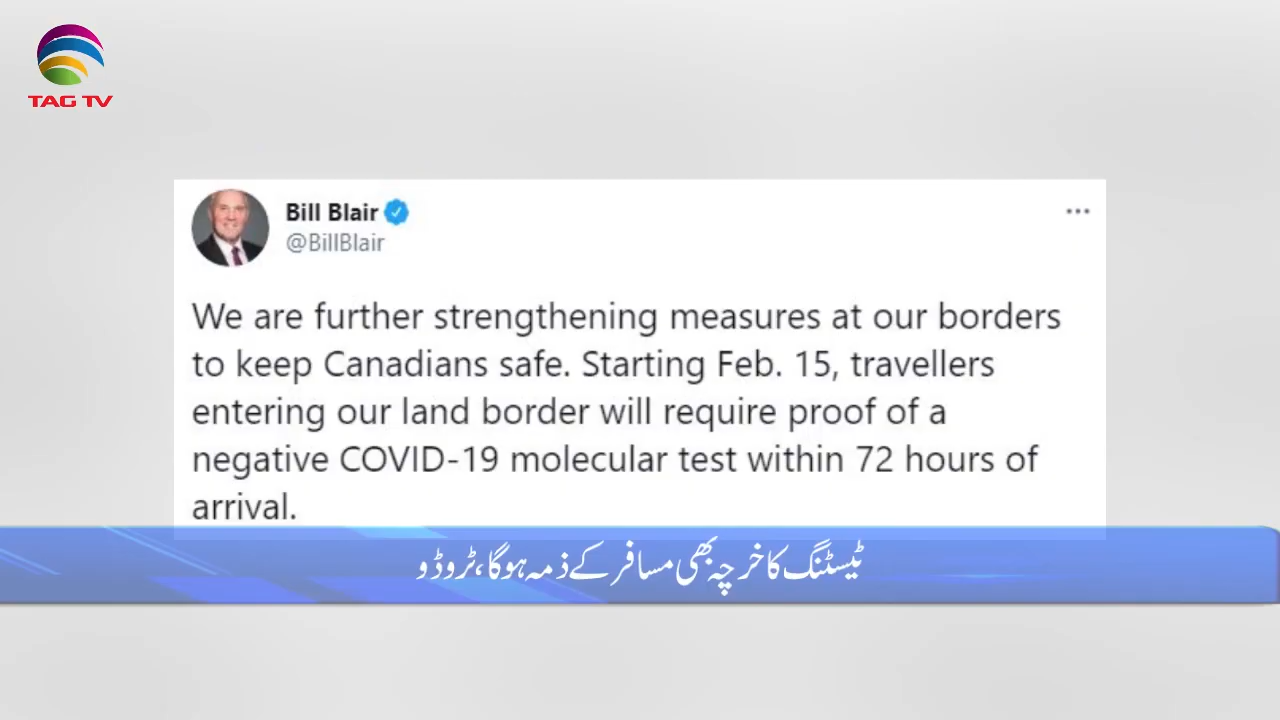 TAG TV
Bill Blair
@BillBlair
We are further strengthening measures at our borders
to keep Canadians safe. Starting Feb. 15, travellers
entering our land border will require proof of a
negative COVID-19 molecular test within 72 hours of
arrival.
ٹیسٹنگ کا خرچہ بھی مسافر کے ذمہ ہوگا، ٹروڈو